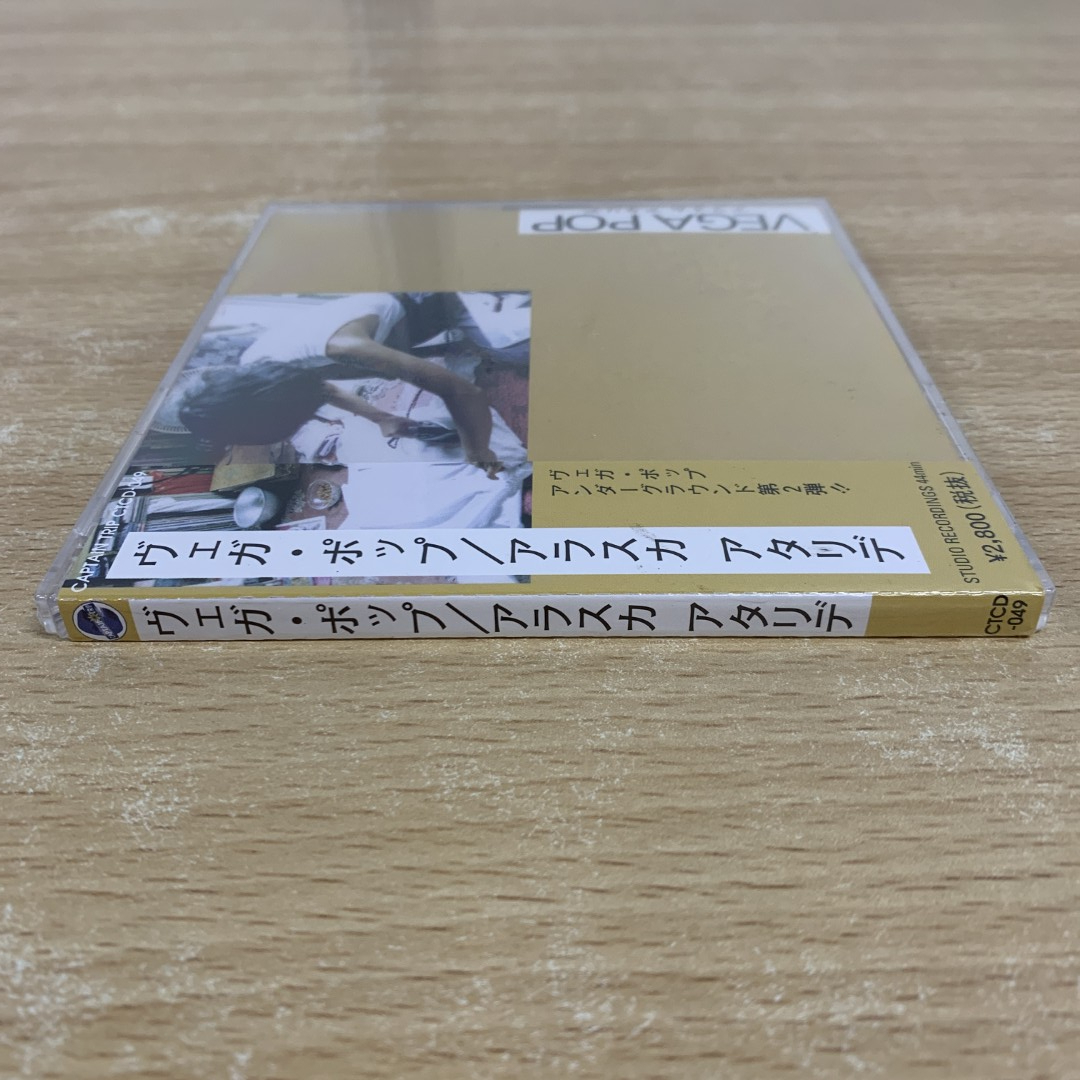 VEGA POP
ヴェガ・ポップ
アンダーグラウンド第2弾!!
STUDIO RECORDINGS 44min
¥2,800(税抜)
CAPTAIN TRIP CTCD-049
ヴェガ・ポップ/アラスカ アタリデ
ヴェガ・ポップ/アラスカ アタリデ
CTCD
-049